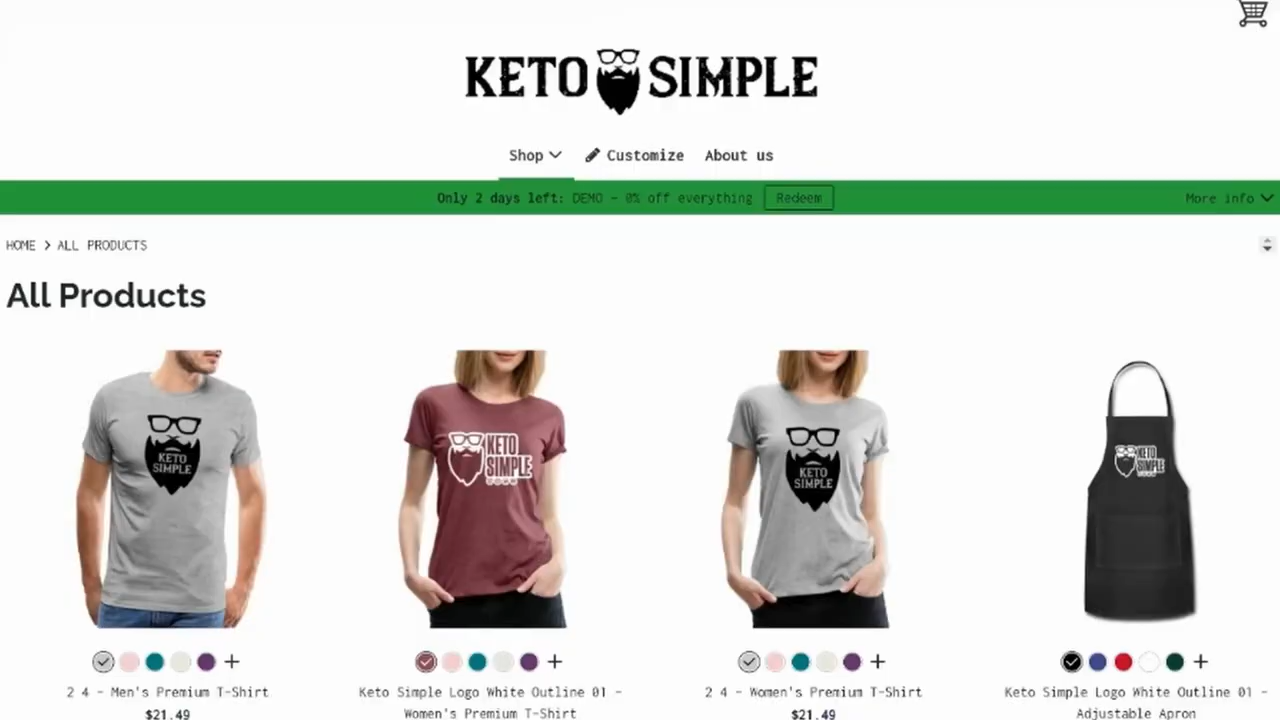 KETO SIMPLE
Shop Customize About us
Only 2 days left: DEMO – 0% off everything Redeem More info
HOME > ALL PRODUCTS
All Products
KETO
SIMPLE
KETO
SIMPLE
KETO
SIMPLE
KETO
SIMPLE
2 4 - Men's Premium T-Shirt
$21.49
Keto Simple Logo White Outline 01 -
Women's Premium T-Shirt
2 4 - Women's Premium T-Shirt
$21.49
Keto Simple Logo White Outline 01 -
Adjustable Apron